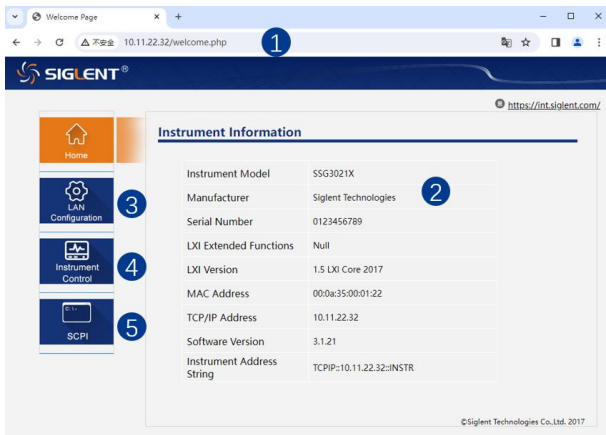 Welcome Page
不安全 10.11.22.32/welcome.php
1
SIGLENT®
https://int.siglent.com/
Home
Instrument Information
Instrument Model SSG3021X
Manufacturer Siglent Technologies
2
Serial Number 0123456789
LXI Extended Functions Null
LXI Version 1.5 LXI Core 2017
MAC Address 00:0a:35:00:01:22
TCP/IP Address 10.11.22.32
Software Version 3.1.21
Instrument Address
String TCPIP::10.11.22.32::INSTR
LAN
Configuration
3
Instrument
Control
4
C:\-
SCPI
5
©Siglent Technologies Co.,Ltd. 2017